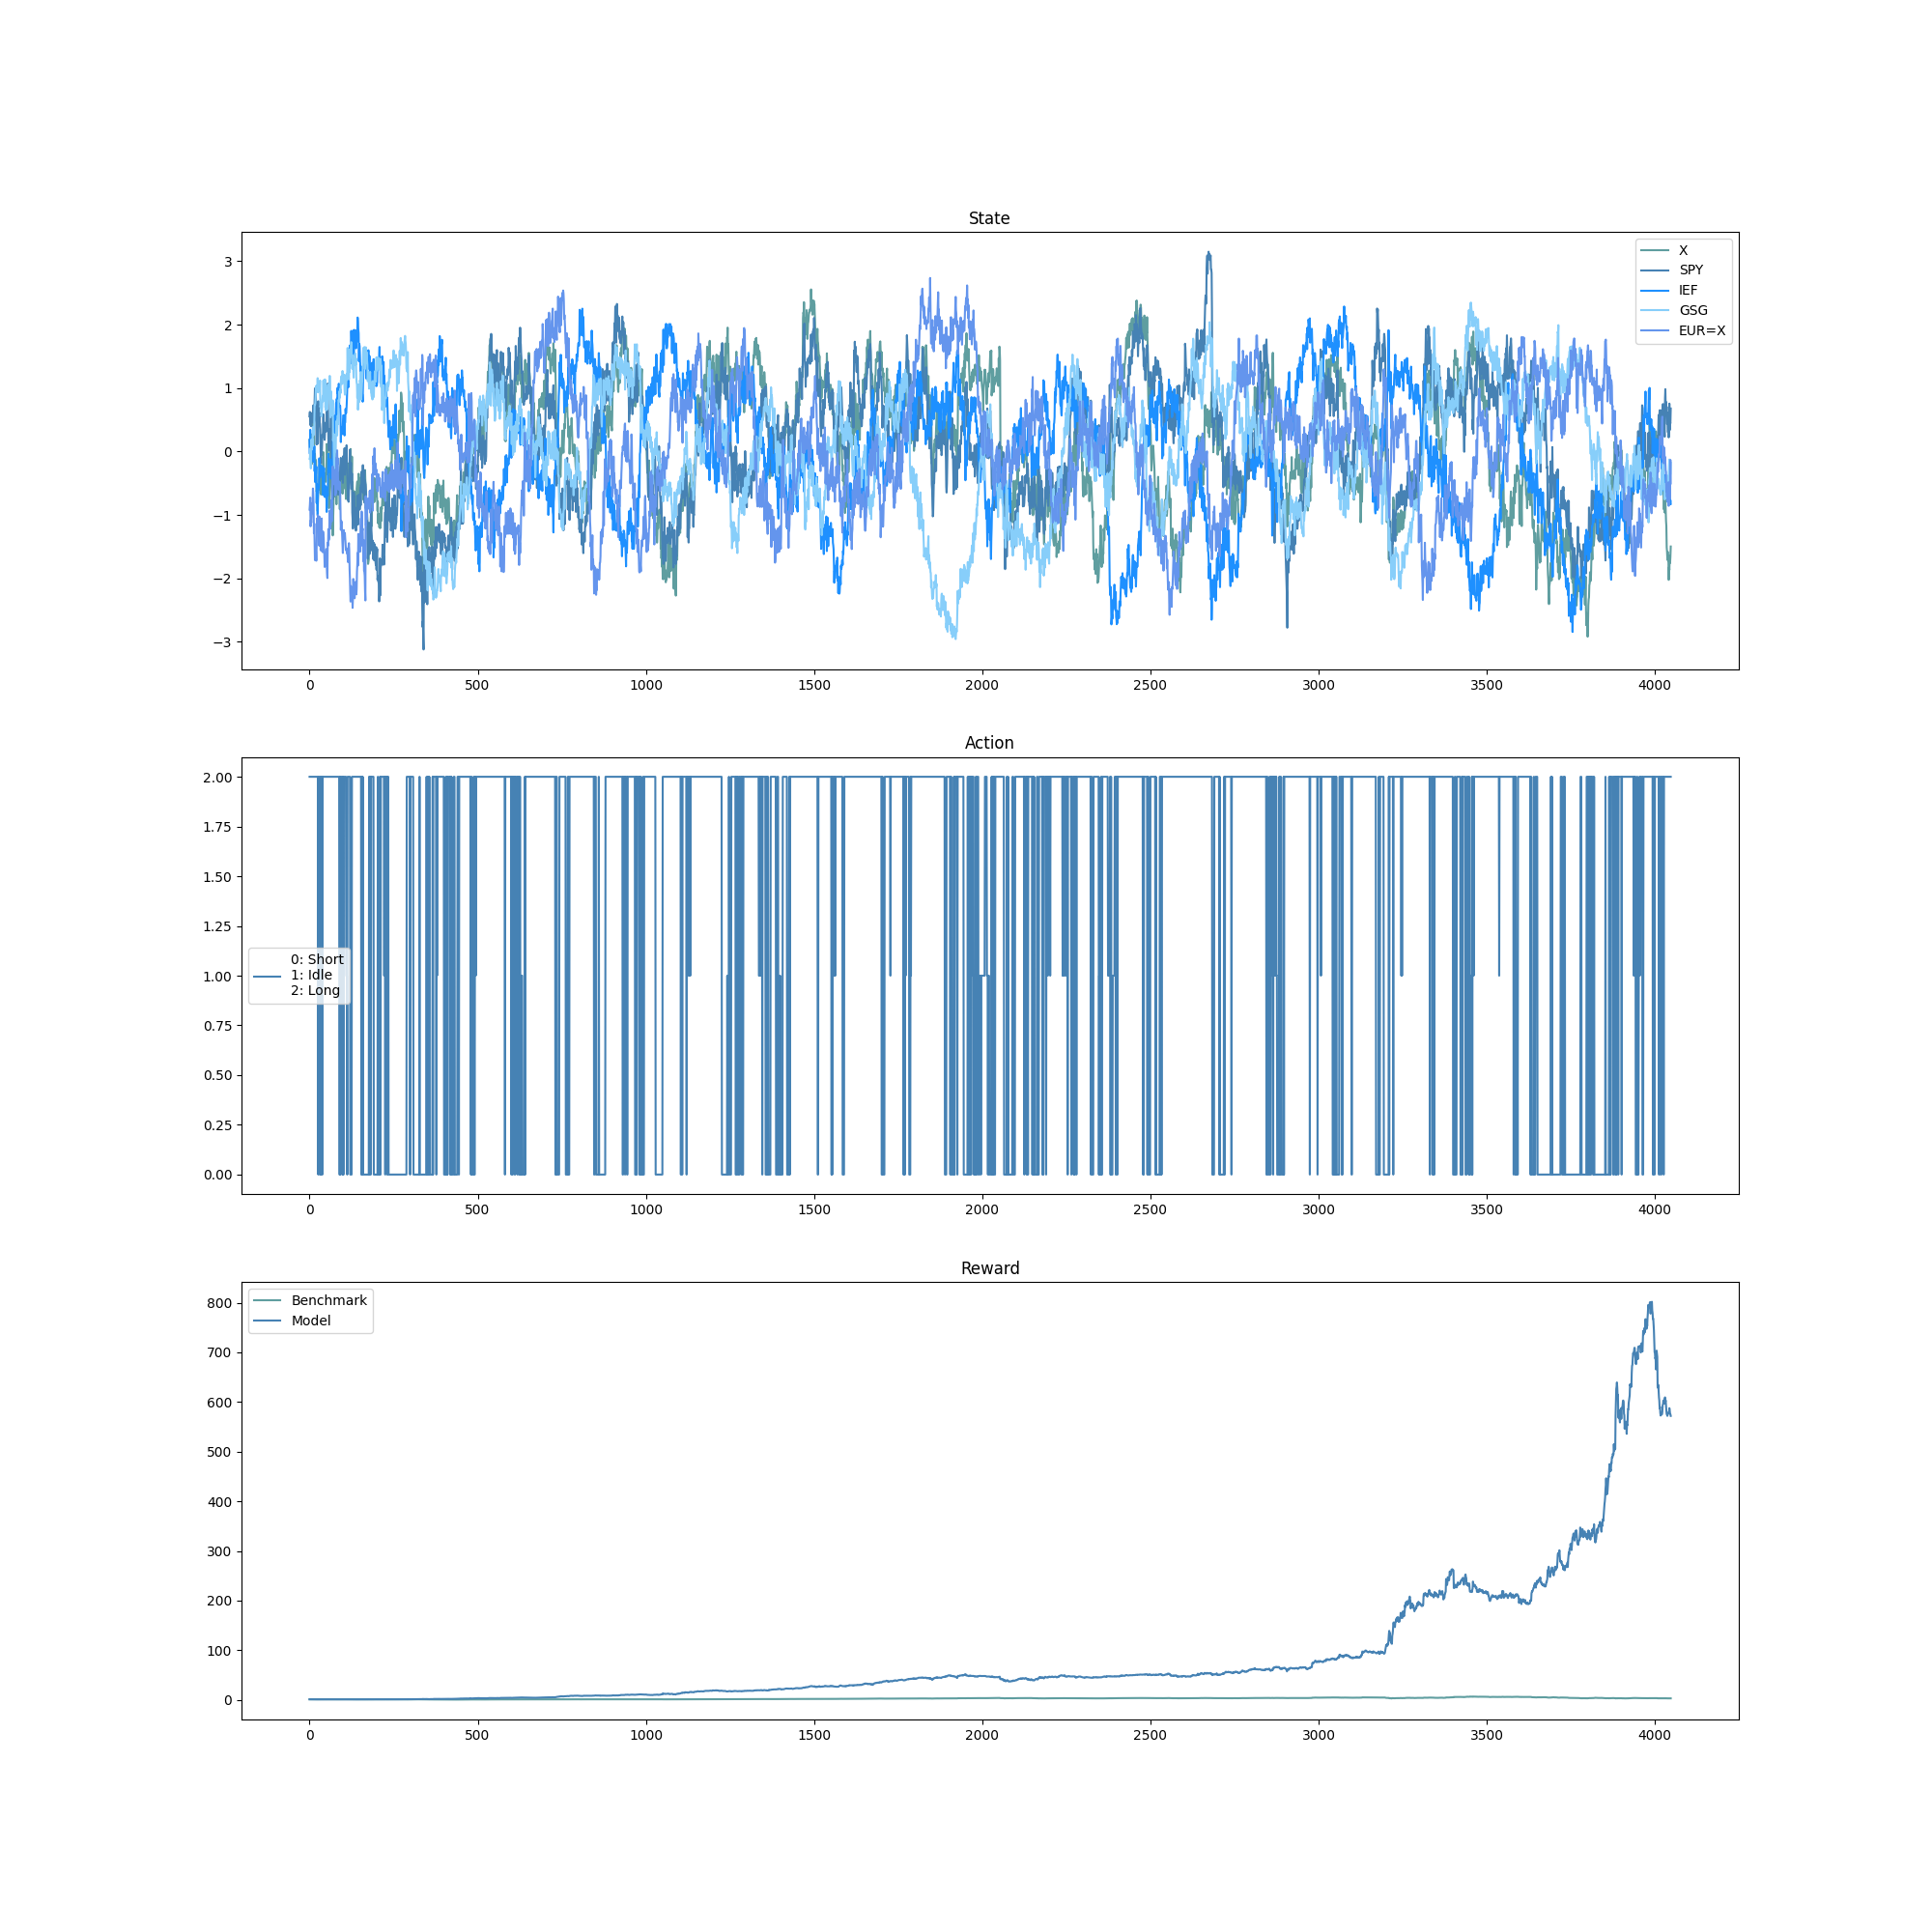 State
3
2
1
0
−1
−2
−3
X
SPY
IEF
GSG
EUR=X
0 500 1000 1500 2000 2500 3000 3500 4000
Action
2.00
1.75
1.50
1.25
1.00
0.75
0.50
0.25
0.00
0: Short
1: Idle
2: Long
0 500 1000 1500 2000 2500 3000 3500 4000
Reward
800
700
600
500
400
300
200
100
0
Benchmark
Model
0 500 1000 1500 2000 2500 3000 3500 4000